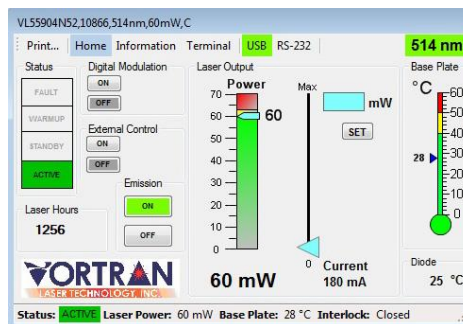 VL55904N52,10866,514nm,60mW,C
Print... Home Information Terminal USB RS-232 514 nm
Status
FAULT
WARMUP
STANDBY
ACTIVE
Laser Hours
1256
Digital Modulation
ON
OFF
External Control
ON
OFF
Emission
ON
OFF
VORTRAN
LASER TECHNOLOGY, INC.
Laser Output
Power
70
60
50
40
30
20
10
0
60
60 mW
Max
0
mW
SET
Current
180 mA
Base Plate
°C
60
50
40
30
20
10
0
28
Diode
25 °C
Status: ACTIVE Laser Power: 60 mW Base Plate: 28 °C Interlock: Closed